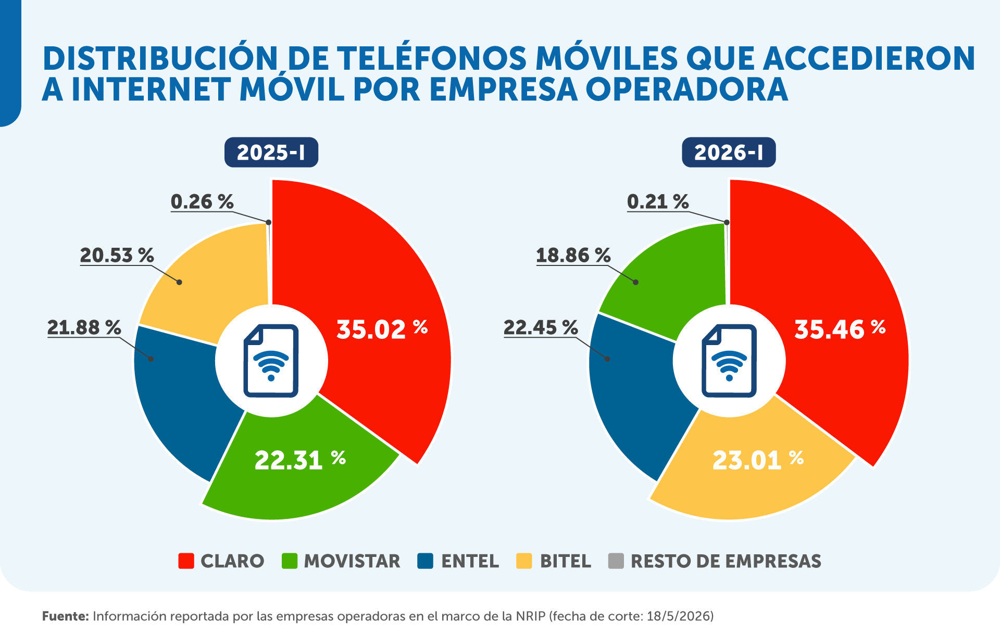 DISTRIBUCIÓN DE TELÉFONOS MÓVILES QUE ACCEDIERON
A INTERNET MÓVIL POR EMPRESA OPERADORA
2025-I
0.26 %
20.53 %
21.88 %
35.02 %
22.31 %
2026-I
0.21 %
18.86 %
22.45 %
35.46 %
23.01 %
CLARO MOVISTAR ENTEL BITEL RESTO DE EMPRESAS
Fuente: Información reportada por las empresas operadoras en el marco de la NRIP (fecha de corte: 18/5/2026)